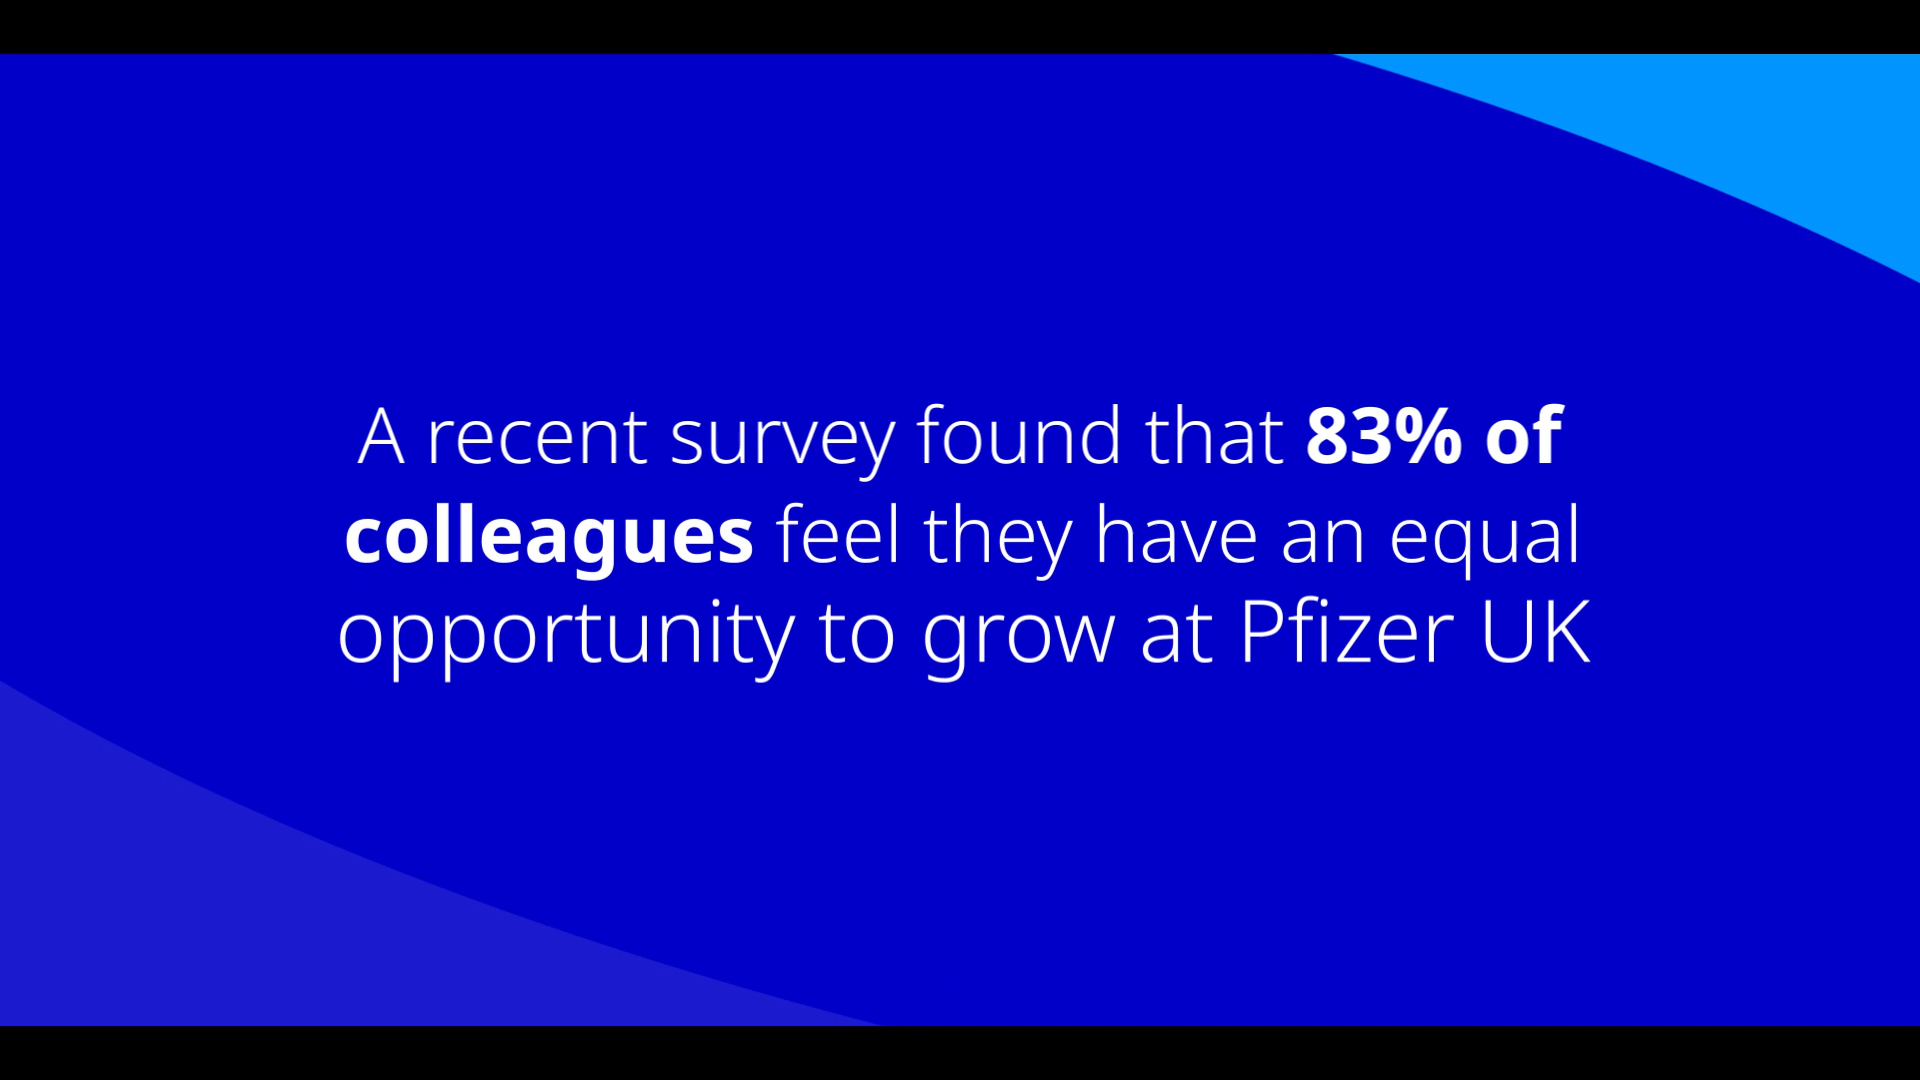 A recent survey found that 83% of
colleagues feel they have an equal
opportunity to grow at Pfizer UK